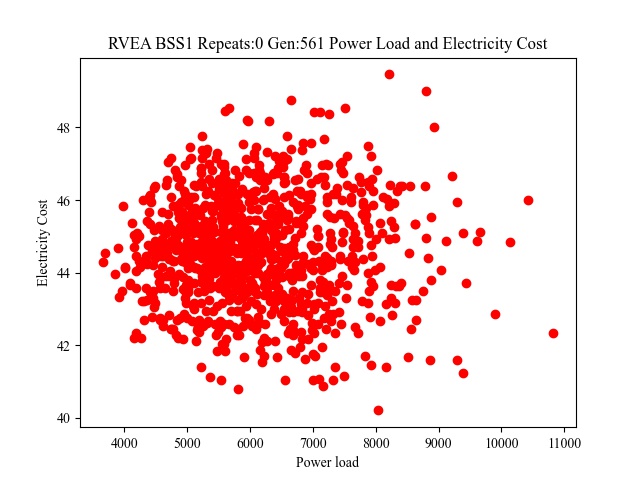 RVEA BSS1 Repeats:0 Gen:561 Power Load and Electricity Cost
48
46
44
42
40
Electricity Cost
4000 5000 6000 7000 8000 9000 10000 11000
Power load